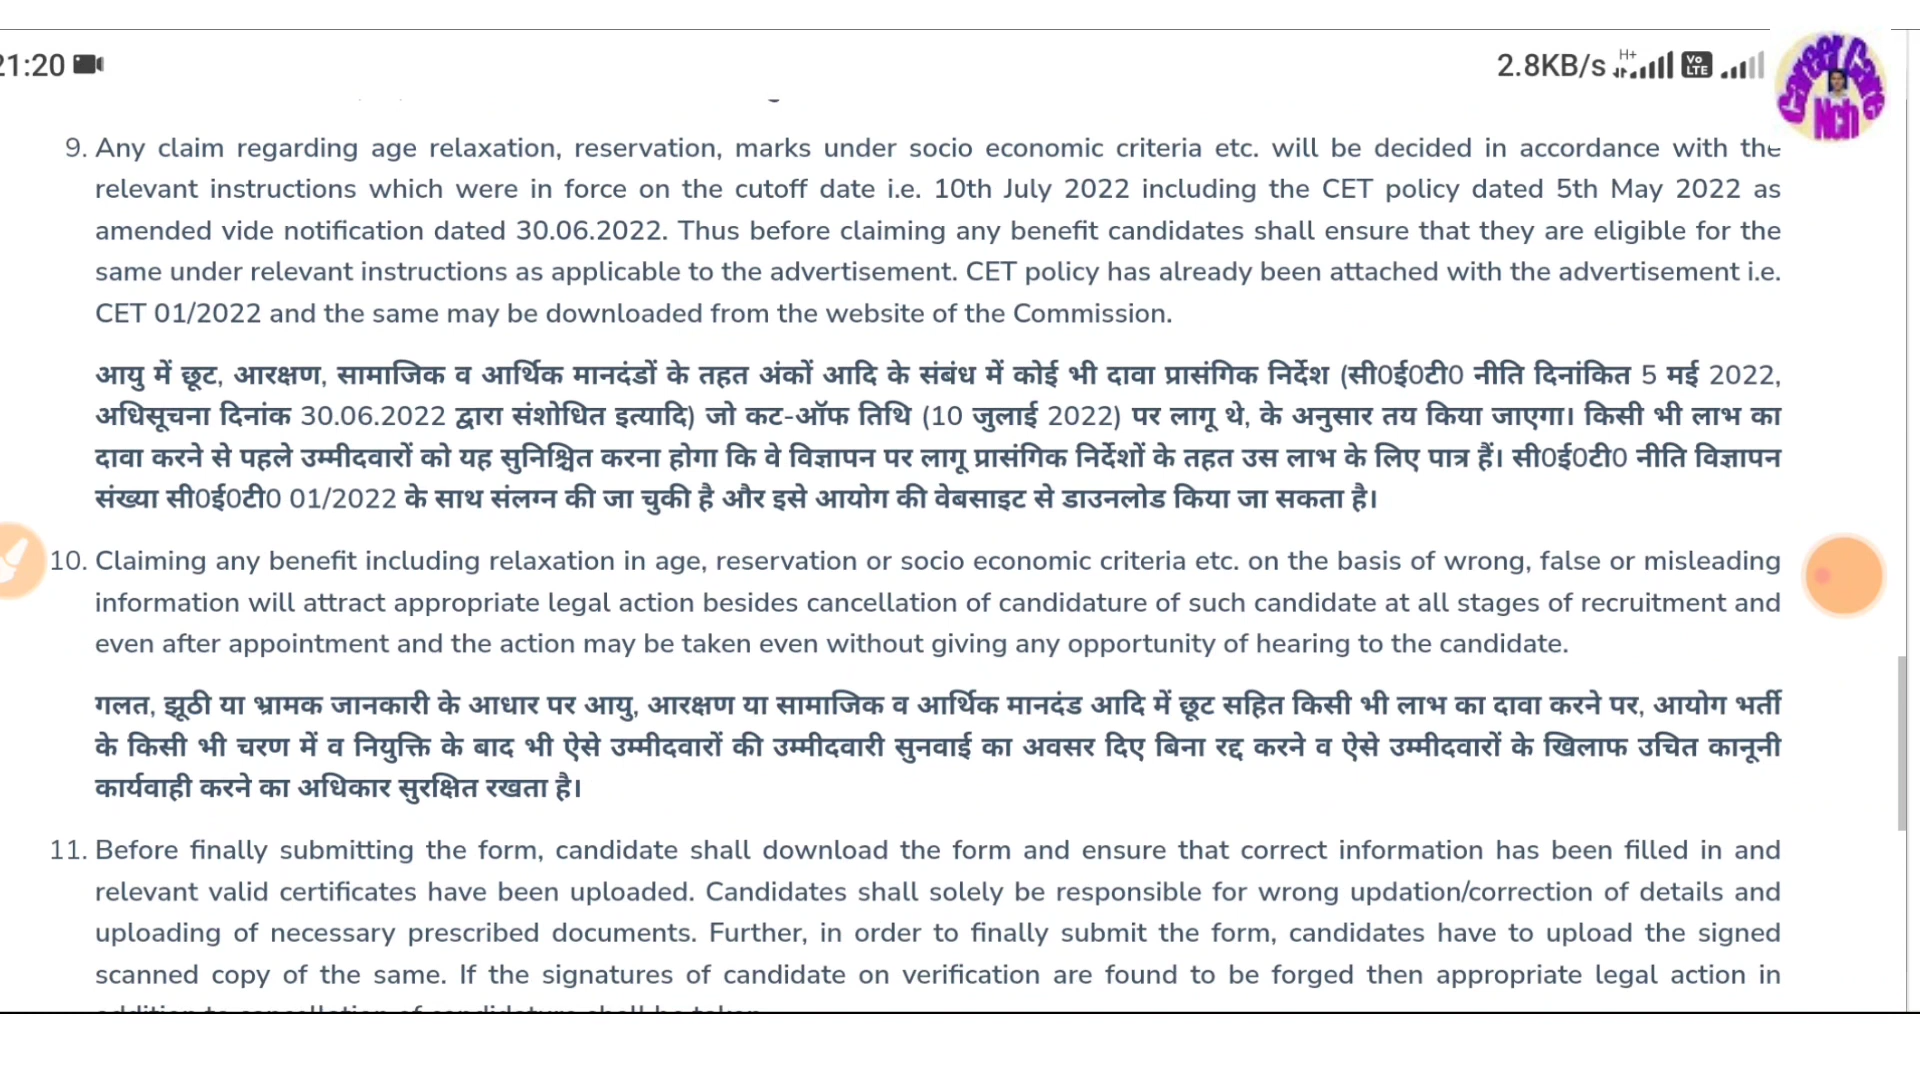 21:20
2.8KB/s H+ Vo LTE
Career Guide
Nch
9. Any claim regarding age relaxation, reservation, marks under socio economic criteria etc. will be decided in accordance with the
relevant instructions which were in force on the cutoff date i.e. 10th July 2022 including the CET policy dated 5th May 2022 as
amended vide notification dated 30.06.2022. Thus before claiming any benefit candidates shall ensure that they are eligible for the
same under relevant instructions as applicable to the advertisement. CET policy has already been attached with the advertisement i.e.
CET 01/2022 and the same may be downloaded from the website of the Commission.
आयु में छूट, आरक्षण, सामाजिक व आर्थिक मानदंडों के तहत अंकों आदि के संबंध में कोई भी दावा प्रासंगिक निर्देश (सी0ई0टी0 नीति दिनांकित 5 मई 2022,
अधिसूचना दिनांक 30.06.2022 द्वारा संशोधित इत्यादि) जो कट-ऑफ तिथि (10 जुलाई 2022) पर लागू थे, के अनुसार तय किया जाएगा। किसी भी लाभ का
दावा करने से पहले उम्मीदवारों को यह सुनिश्चित करना होगा कि वे विज्ञापन पर लागू प्रासंगिक निर्देशों के तहत उस लाभ के लिए पात्र हैं। सी0ई0टी0 नीति विज्ञापन
संख्या सी0ई0टी0 01/2022 के साथ संलग्न की जा चुकी है और इसे आयोग की वेबसाइट से डाउनलोड किया जा सकता है।
10. Claiming any benefit including relaxation in age, reservation or socio economic criteria etc. on the basis of wrong, false or misleading
information will attract appropriate legal action besides cancellation of candidature of such candidate at all stages of recruitment and
even after appointment and the action may be taken even without giving any opportunity of hearing to the candidate.
गलत, झूठी या भ्रामक जानकारी के आधार पर आयु, आरक्षण या सामाजिक व आर्थिक मानदंड आदि में छूट सहित किसी भी लाभ का दावा करने पर, आयोग भर्ती
के किसी भी चरण में व नियुक्ति के बाद भी ऐसे उम्मीदवारों की उम्मीदवारी सुनवाई का अवसर दिए बिना रद्द करने व ऐसे उम्मीदवारों के खिलाफ उचित कानूनी
कार्यवाही करने का अधिकार सुरक्षित रखता है।
11. Before finally submitting the form, candidate shall download the form and ensure that correct information has been filled in and
relevant valid certificates have been uploaded. Candidates shall solely be responsible for wrong updation/correction of details and
uploading of necessary prescribed documents. Further, in order to finally submit the form, candidates have to upload the signed
scanned copy of the same. If the signatures of candidate on verification are found to be forged then appropriate legal action in
addition to cancellation of candidature shall be taken.